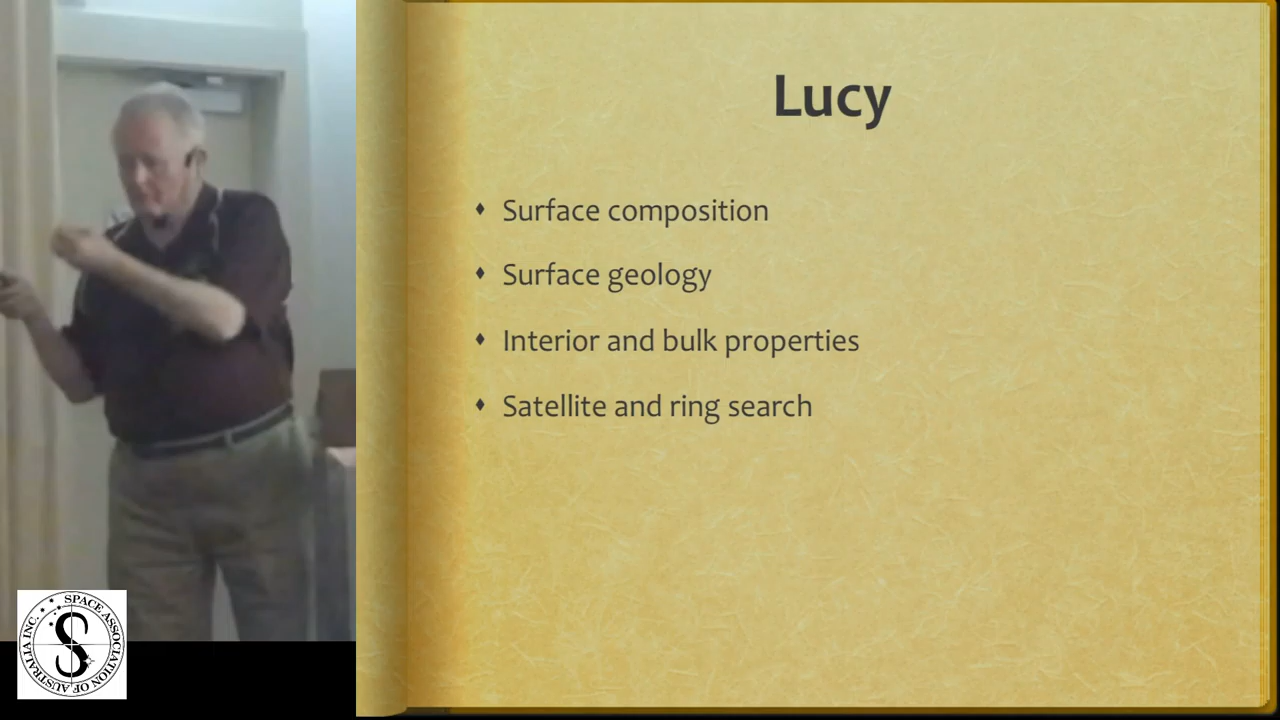 Lucy
Surface composition
Surface geology
Interior and bulk properties
Satellite and ring search
SPACE ASSOCIATION OF AUSTRALIA INC.
S